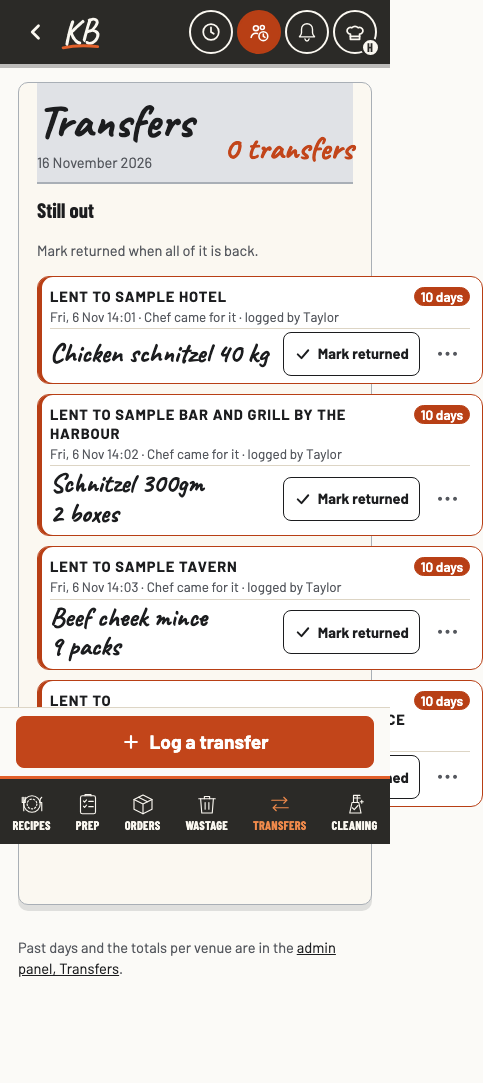 KB
H
Transfers
16 November 2026
0 transfers
Still out
Mark returned when all of it is back.
LENT TO SAMPLE HOTEL
10 days
Fri, 6 Nov 14:01 · Chef came for it · logged by Taylor
Chicken schnitzel 40 kg
Mark returned
LENT TO SAMPLE BAR AND GRILL BY THE
HARBOUR
10 days
Fri, 6 Nov 14:02 · Chef came for it · logged by Taylor
Schnitzel 300gm
2 boxes
Mark returned
LENT TO SAMPLE TAVERN
10 days
Fri, 6 Nov 14:03 · Chef came for it · logged by Taylor
Beef cheek mince
9 packs
Mark returned
LENT TO
10 days
+ Log a transfer
RECIPES
PREP
ORDERS
WASTAGE
TRANSFERS
CLEANING
Past days and the totals per venue are in the admin
panel, Transfers.